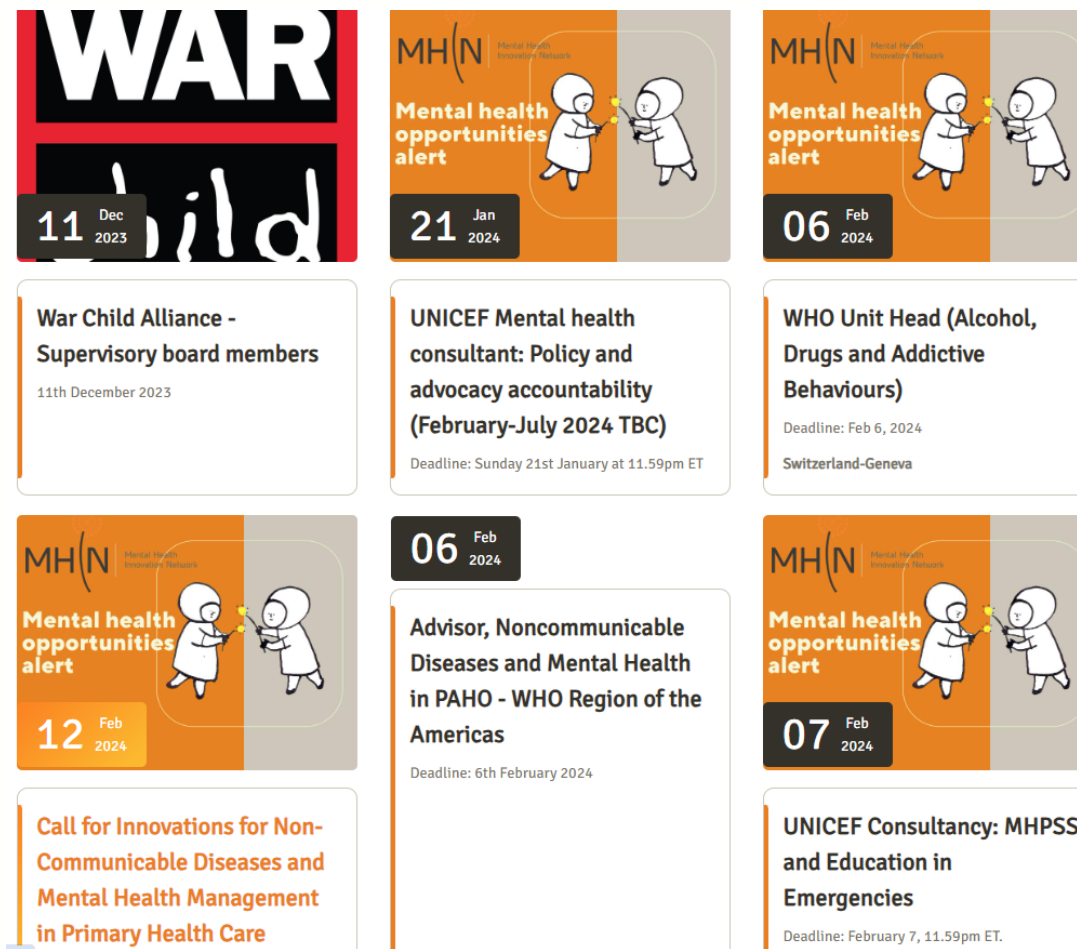 WAR
child
11 Dec
2023
War Child Alliance -
Supervisory board members
11th December 2023
MH(N Mental Health
Innovation Network
Mental health
opportunities
alert
21 Jan
2024
UNICEF Mental health
consultant: Policy and
advocacy accountability
(February-July 2024 TBC)
Deadline: Sunday 21st January at 11.59pm ET
MH(N Mental Health
Innovation Network
Mental health
opportunities
alert
06 Feb
2024
WHO Unit Head (Alcohol,
Drugs and Addictive
Behaviours)
Deadline: Feb 6, 2024
Switzerland-Geneva
MH(N Mental Health
Innovation Network
Mental health
opportunities
alert
12 Feb
2024
Call for Innovations for Non-
Communicable Diseases and
Mental Health Management
in Primary Health Care
06 Feb
2024
Advisor, Noncommunicable
Diseases and Mental Health
in PAHO - WHO Region of the
Americas
Deadline: 6th February 2024
MH(N Mental Health
Innovation Network
Mental health
opportunities
alert
07 Feb
2024
UNICEF Consultancy: MHPSS
and Education in
Emergencies
Deadline: February 7, 11.59pm ET.